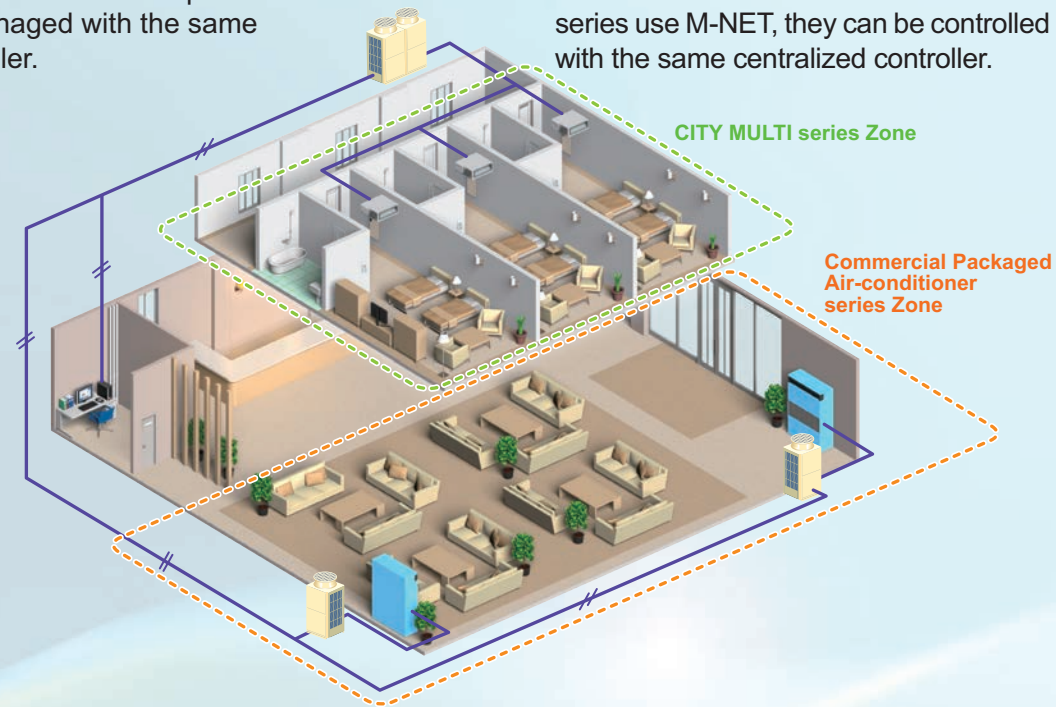 naged with the same
ler.
series use M-NET, they can be controlled
with the same centralized controller.
CITY MULTI series Zone
Commercial Packaged
Air-conditioner
series Zone